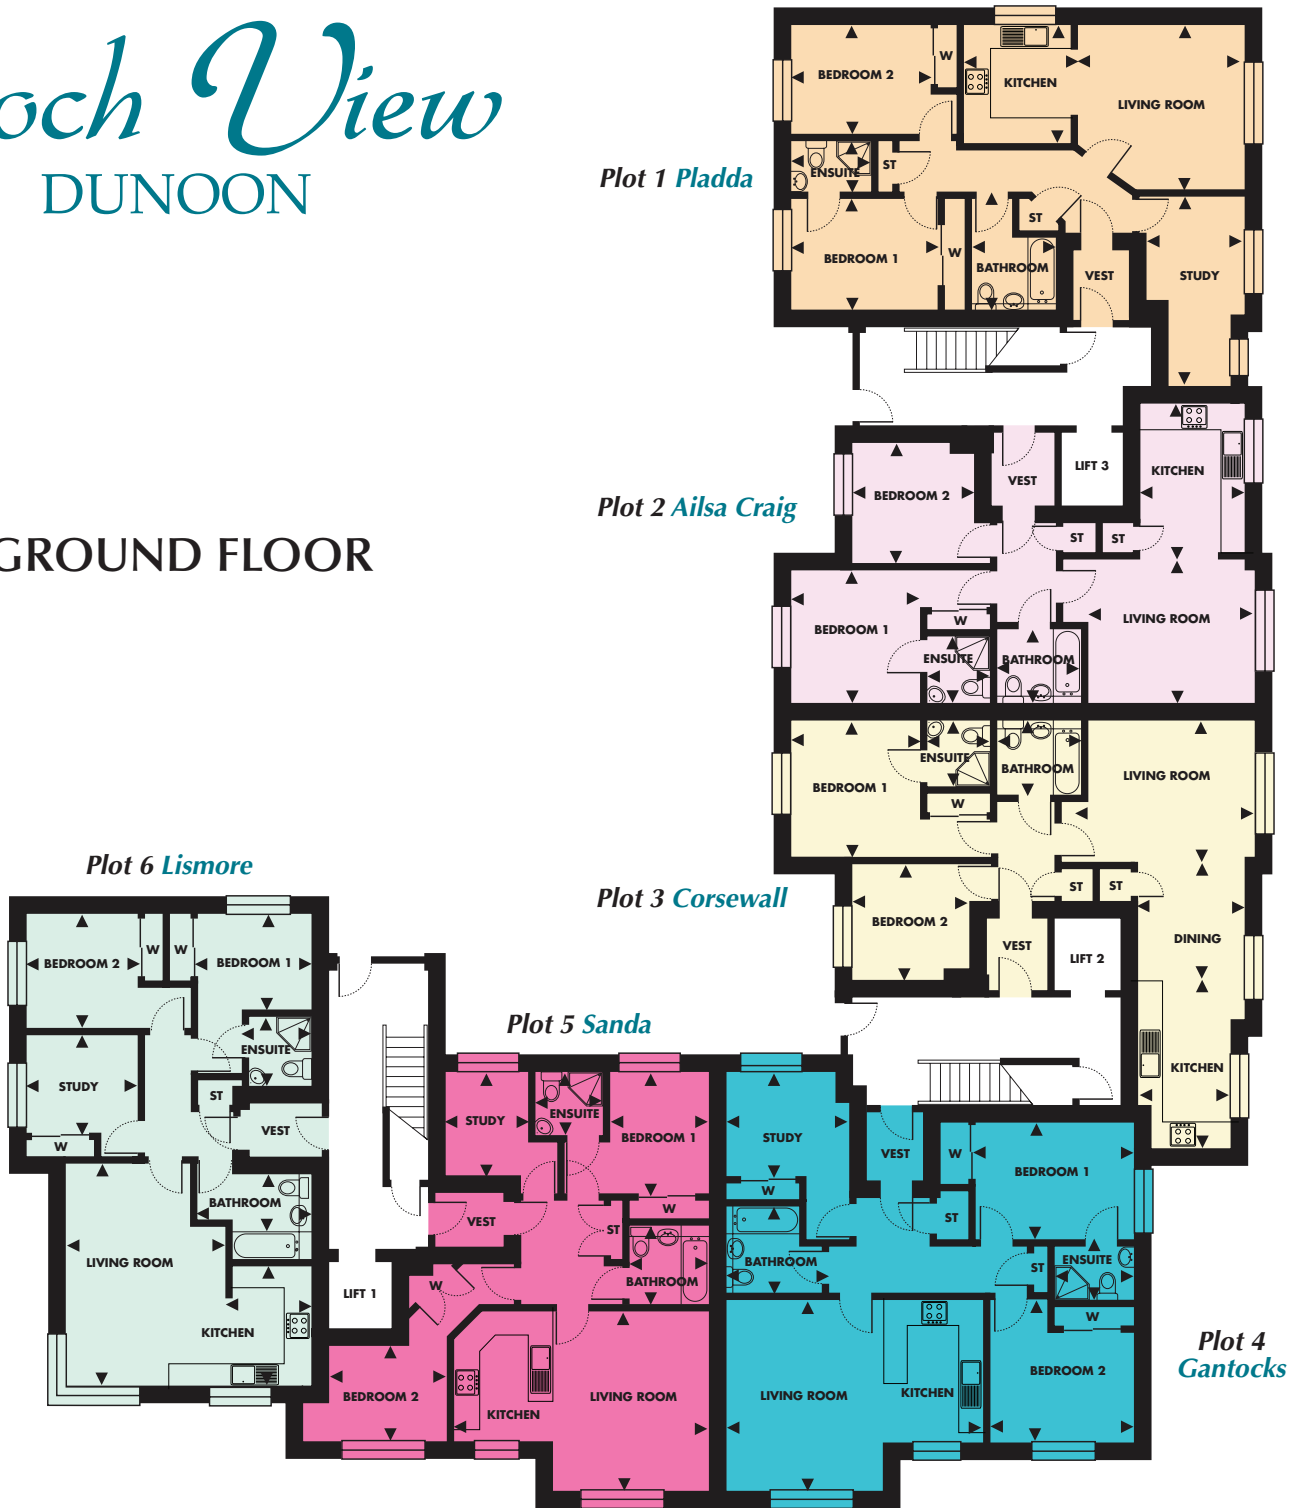 och View
DUNOON
GROUND FLOOR
Plot 1 Pladda
BEDROOM 2
W
KITCHEN
LIVING ROOM
ENSUITE
ST
BEDROOM 1
W
BATHROOM
ST
VEST
STUDY
Plot 2 Ailsa Craig
BEDROOM 2
VEST
LIFT 3
KITCHEN
ST
ST
BEDROOM 1
W
ENSUITE
BATHROOM
LIVING ROOM
Plot 3 Corsewall
BEDROOM 1
ENSUITE
W
BATHROOM
LIVING ROOM
ST
ST
BEDROOM 2
VEST
LIFT 2
DINING
KITCHEN
Plot 6 Lismore
BEDROOM 2
W
W
BEDROOM 1
ENSUITE
STUDY
W
ST
VEST
BATHROOM
LIVING ROOM
KITCHEN
LIFT 1
Plot 5 Sanda
STUDY
ENSUITE
BEDROOM 1
W
VEST
ST
W
BATHROOM
BEDROOM 2
KITCHEN
LIVING ROOM
STUDY
W
VEST
W
BEDROOM 1
ST
BATHROOM
ST
ENSUITE
W
LIVING ROOM
KITCHEN
BEDROOM 2
Plot 4
Gantocks